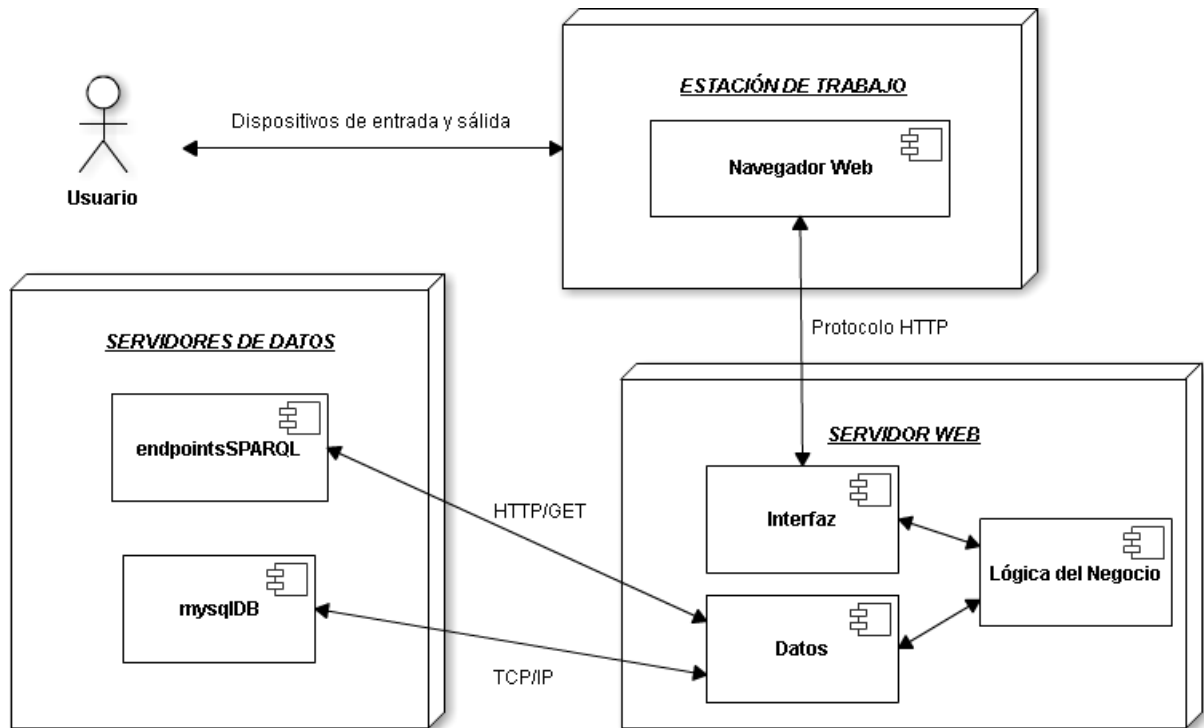 ESTACIÓN DE TRABAJO
Navegador Web
Dispositivos de entrada y sálida
Usuario
Protocolo HTTP
SERVIDORES DE DATOS
endpointsSPARQL
mysqlDB
HTTP/GET
TCP/IP
SERVIDOR WEB
Interfaz
Lógica del Negocio
Datos